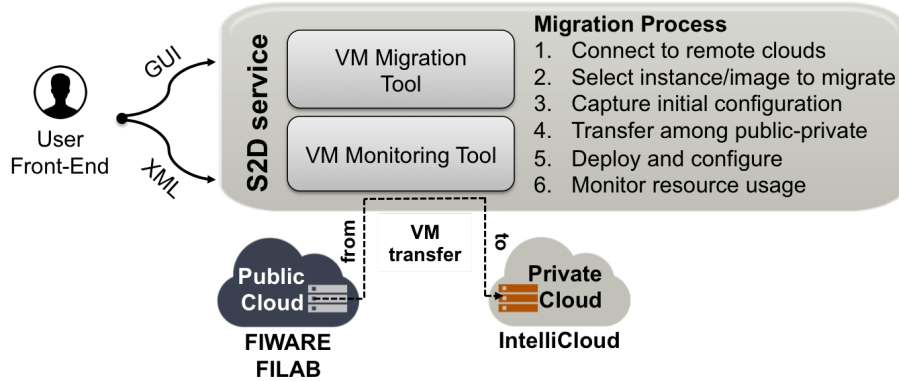 Migration Process
1. Connect to remote clouds
2. Select instance/image to migrate
3. Capture initial configuration
4. Transfer among public-private
5. Deploy and configure
6. Monitor resource usage
S2D service
VM Migration
Tool
VM Monitoring Tool
GUI
XML
User
Front-End
from
VM
transfer
to
Public
Cloud
FIWARE
FILAB
Private
Cloud
IntelliCloud